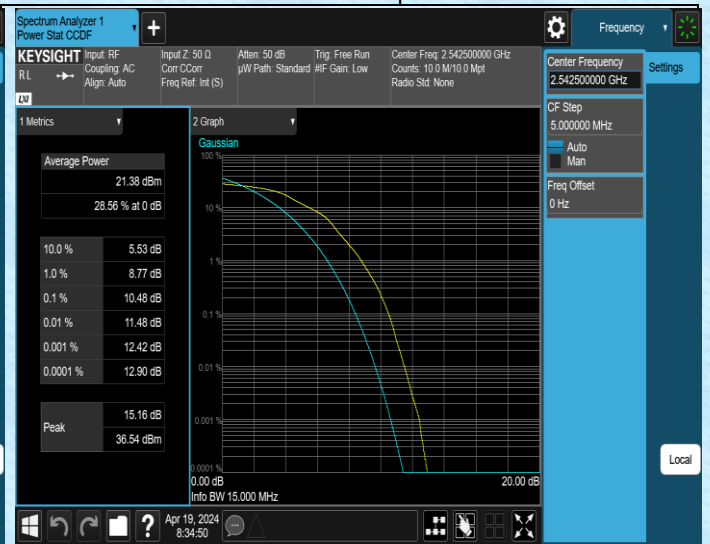 Spectrum Analyzer 1
Power Stat CCDF
+
Frequency
KEYSIGHT
RL
LXI
Input: RF
Coupling: AC
Align: Auto
Input Z: 50 Ω
Corr CCorr
Freq Ref: Int (S)
Atten: 50 dB
µW Path: Standard
Trig: Free Run
#IF Gain: Low
Center Freq: 2.542500000 GHz
Counts: 10.0 M/10.0 Mpt
Radio Std: None
Center Frequency
2.542500000 GHz
Settings
CF Step
5.000000 MHz
Auto
Man
Freq Offset
0 Hz
1 Metrics
Average Power
21.38 dBm
28.56 % at 0 dB
10.0 % 5.53 dB
1.0 % 8.77 dB
0.1 % 10.48 dB
0.01 % 11.48 dB
0.001 % 12.42 dB
0.0001 % 12.90 dB
Peak
15.16 dB
36.54 dBm
2 Graph
Gaussian
100 %
10 %
1 %
0.1 %
0.01 %
0.001 %
0.0001 %
0.00 dB 20.00 dB
Info BW 15.000 MHz
Local
?
Apr 19, 2024
8:34:50